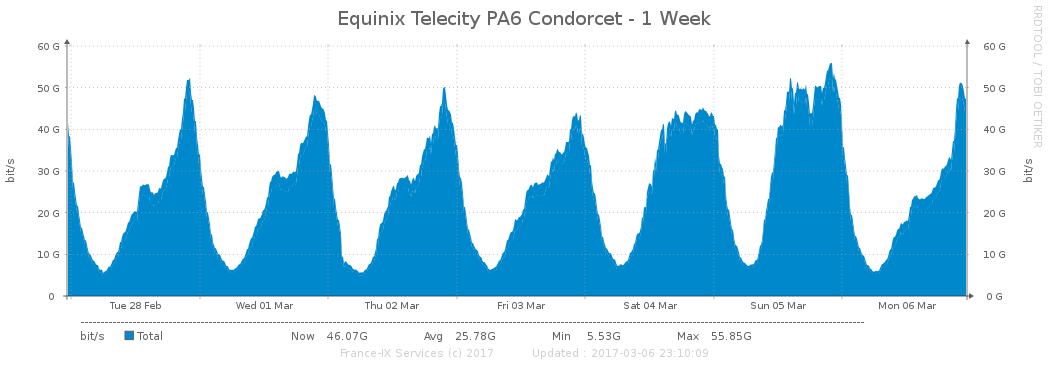 Equinix Telecity PA6 Condorcet - 1 Week
RRDTOOL / TOBI OETIKER
bit/s
60 G 60 G
50 G 50 G
40 G 40 G
30 G 30 G
20 G 20 G
10 G 10 G
0 0 G
bit/s
Tue 28 Feb Wed 01 Mar Thu 02 Mar Fri 03 Mar Sat 04 Mar Sun 05 Mar Mon 06 Mar
bit/s Total Now 46.07G Avg 25.78G Min 5.53G Max 55.85G
France-IX Services (c) 2017 Updated : 2017-03-06 23:10:09